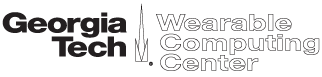 Georgia
Tech
Wearable
Computing
Center